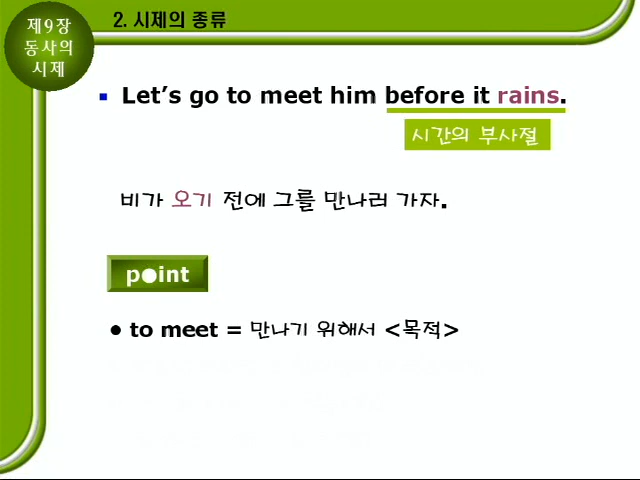 제9장
동사의
시제
2. 시제의 종류
▪ Let's go to meet him before it rains.
시간의 부사절
비가 오기 전에 그를 만나러 가자.
point
● to meet = 만나기 위해서 <목적>